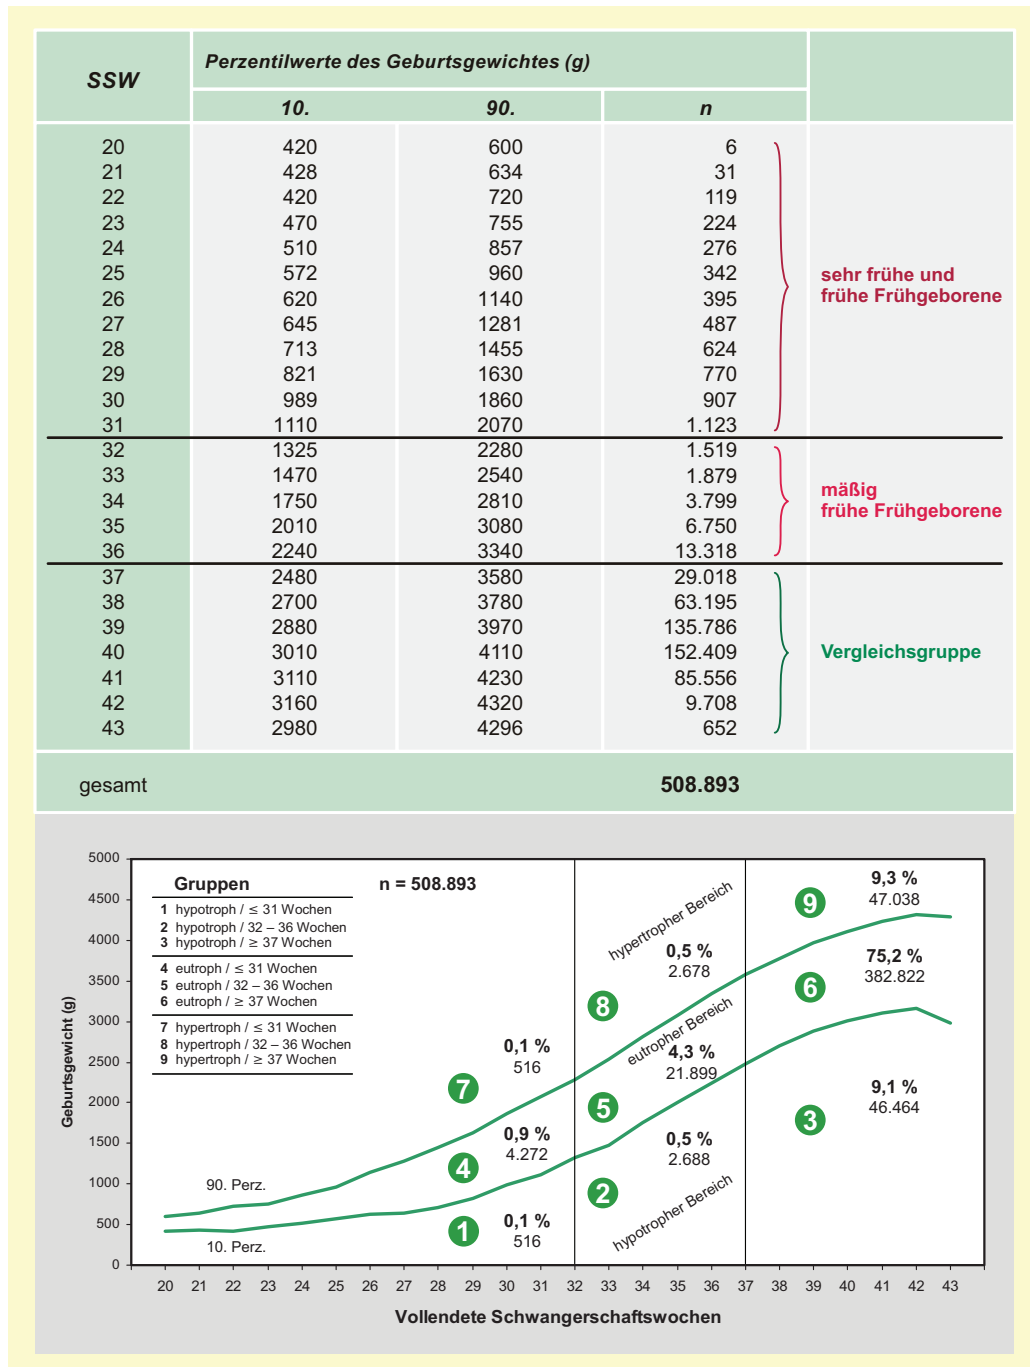 SSW
Perzentilwerte des Geburtsgewichtes (g)
10. 90. n
20 420 600 6
21 428 634 31
22 420 720 119
23 470 755 224
24 510 857 276
25 572 960 342
sehr frühe und
frühe Frühgeborene
26 620 1140 395
27 645 1281 487
28 713 1455 624
29 821 1630 770
30 989 1860 907
31 1110 2070 1.123
32 1325 2280 1.519
33 1470 2540 1.879
34 1750 2810 3.799
mäßig
frühe Frühgeborene
35 2010 3080 6.750
36 2240 3340 13.318
37 2480 3580 29.018
38 2700 3780 63.195
39 2880 3970 135.786
40 3010 4110 152.409 Vergleichsgruppe
41 3110 4230 85.556
42 3160 4320 9.708
43 2980 4296 652
gesamt 508.893
Geburtsgewicht (g)
5000
4500
4000
3500
3000
2500
2000
1500
1000
500
0
Gruppen
1 hypotroph / ≤ 31 Wochen
2 hypotroph / 32 – 36 Wochen
3 hypotroph / ≥ 37 Wochen
4 eutroph / ≤ 31 Wochen
5 eutroph / 32 – 36 Wochen
6 eutroph / ≥ 37 Wochen
7 hypertroph / ≤ 31 Wochen
8 hypertroph / 32 – 36 Wochen
9 hypertroph / ≥ 37 Wochen
n = 508.893
hypertropher Bereich
eutropher Bereich
hypotropher Bereich
9
9,3 %
47.038
8
0,5 %
2.678
6
75,2 %
382.822
7
0,1 %
516
5
4,3 %
21.899
3
9,1 %
46.464
4
0,9 %
4.272
2
0,5 %
2.688
1
0,1 %
516
90. Perz.
10. Perz.
20 21 22 23 24 25 26 27 28 29 30 31 32 33 34 35 36 37 38 39 40 41 42 43
Vollendete Schwangerschaftswochen